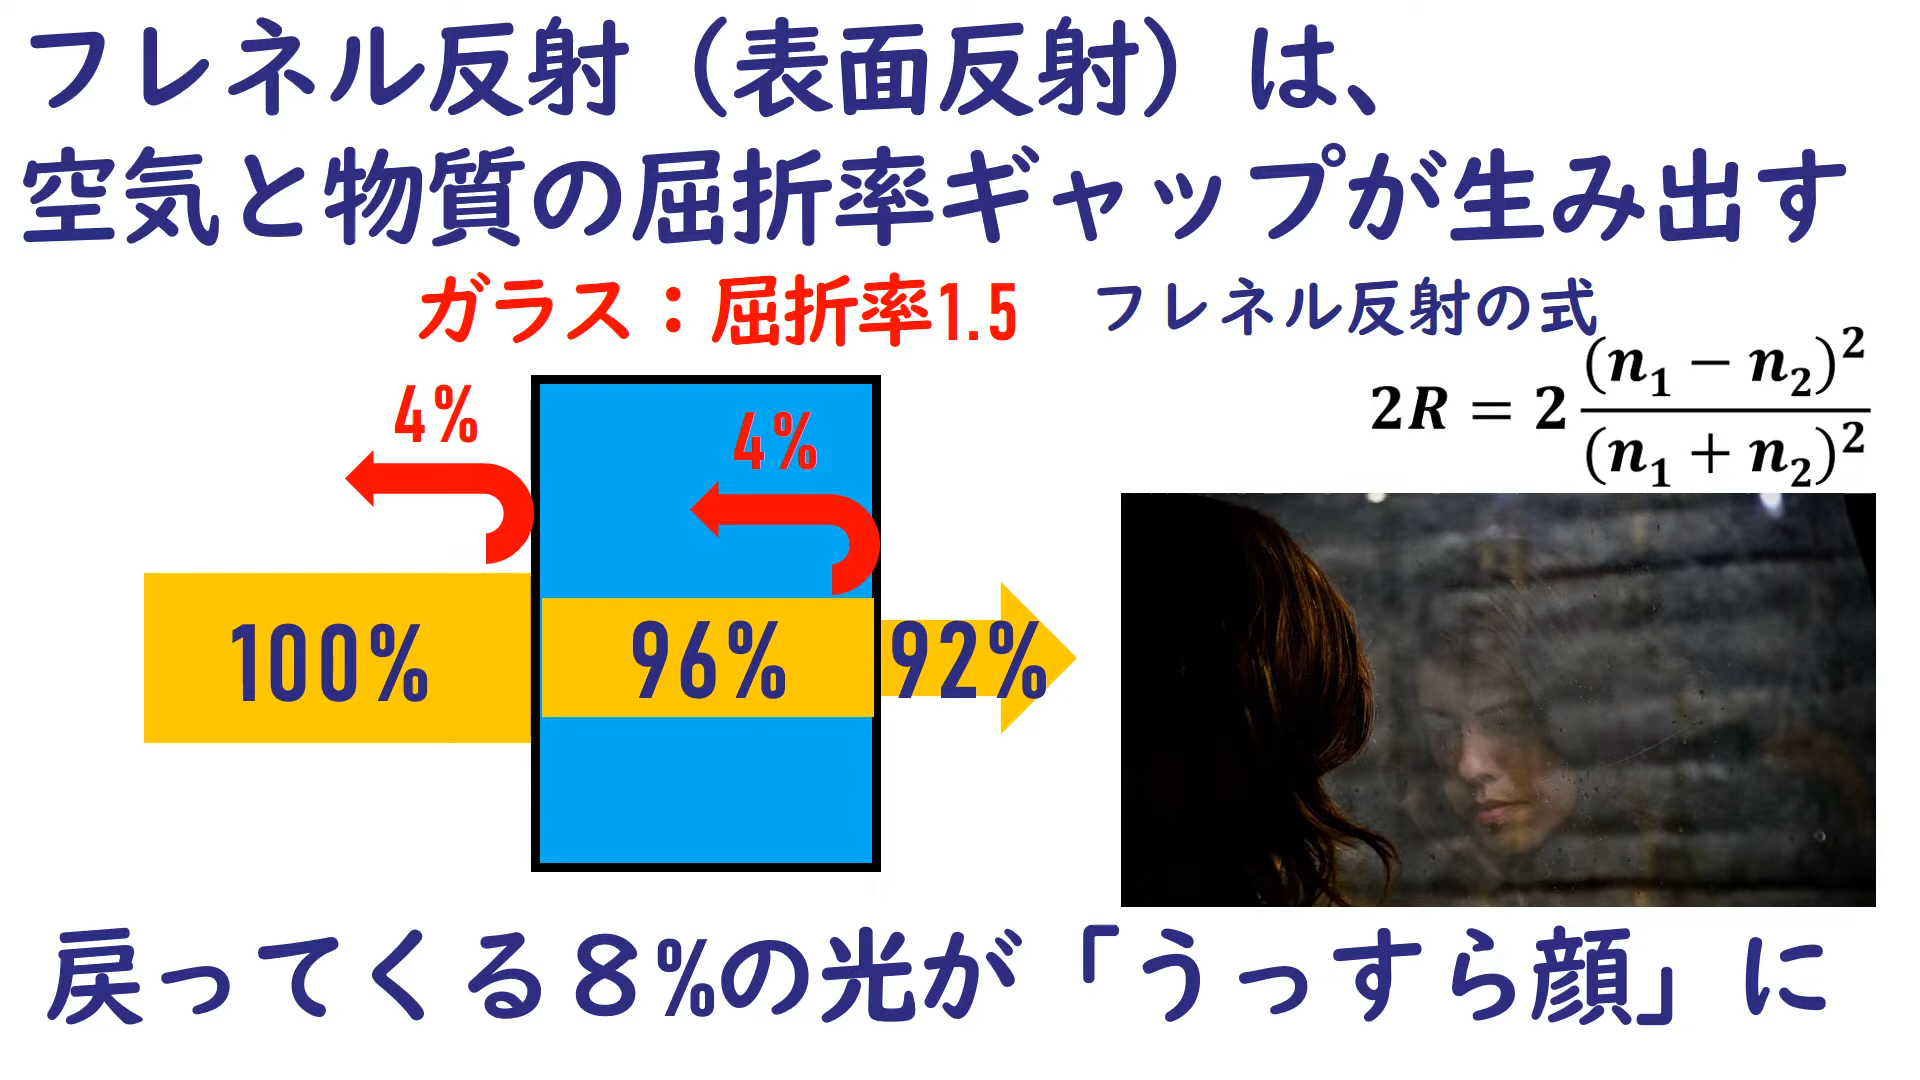 フレネル反射（表面反射）は、
空気と物質の屈折率ギャップが生み出す
ガラス：屈折率1.5
フレネル反射の式
2R = 2 (n₁ − n₂)² / (n₁ + n₂)²
4%
4%
100%
96%
92%
戻ってくる８%の光が「うっすら顔」に